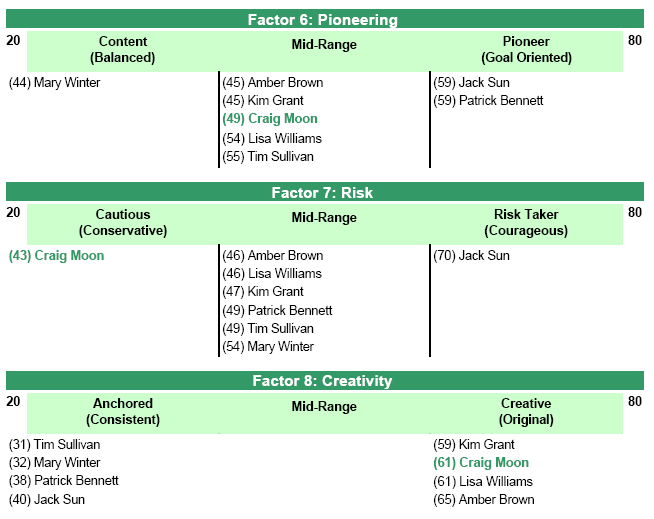 Factor 6: Pioneering
20 Content Mid-Range Pioneer 80
(Balanced) (Goal Oriented)
(44) Mary Winter (45) Amber Brown (59) Jack Sun
(45) Kim Grant (59) Patrick Bennett
(49) Craig Moon
(54) Lisa Williams
(55) Tim Sullivan
Factor 7: Risk
20 Cautious Mid-Range Risk Taker 80
(Conservative) (Courageous)
(43) Craig Moon (46) Amber Brown (70) Jack Sun
(46) Lisa Williams
(47) Kim Grant
(49) Patrick Bennett
(49) Tim Sullivan
(54) Mary Winter
Factor 8: Creativity
20 Anchored Mid-Range Creative 80
(Consistent) (Original)
(31) Tim Sullivan (59) Kim Grant
(32) Mary Winter (61) Craig Moon
(38) Patrick Bennett (61) Lisa Williams
(40) Jack Sun (65) Amber Brown